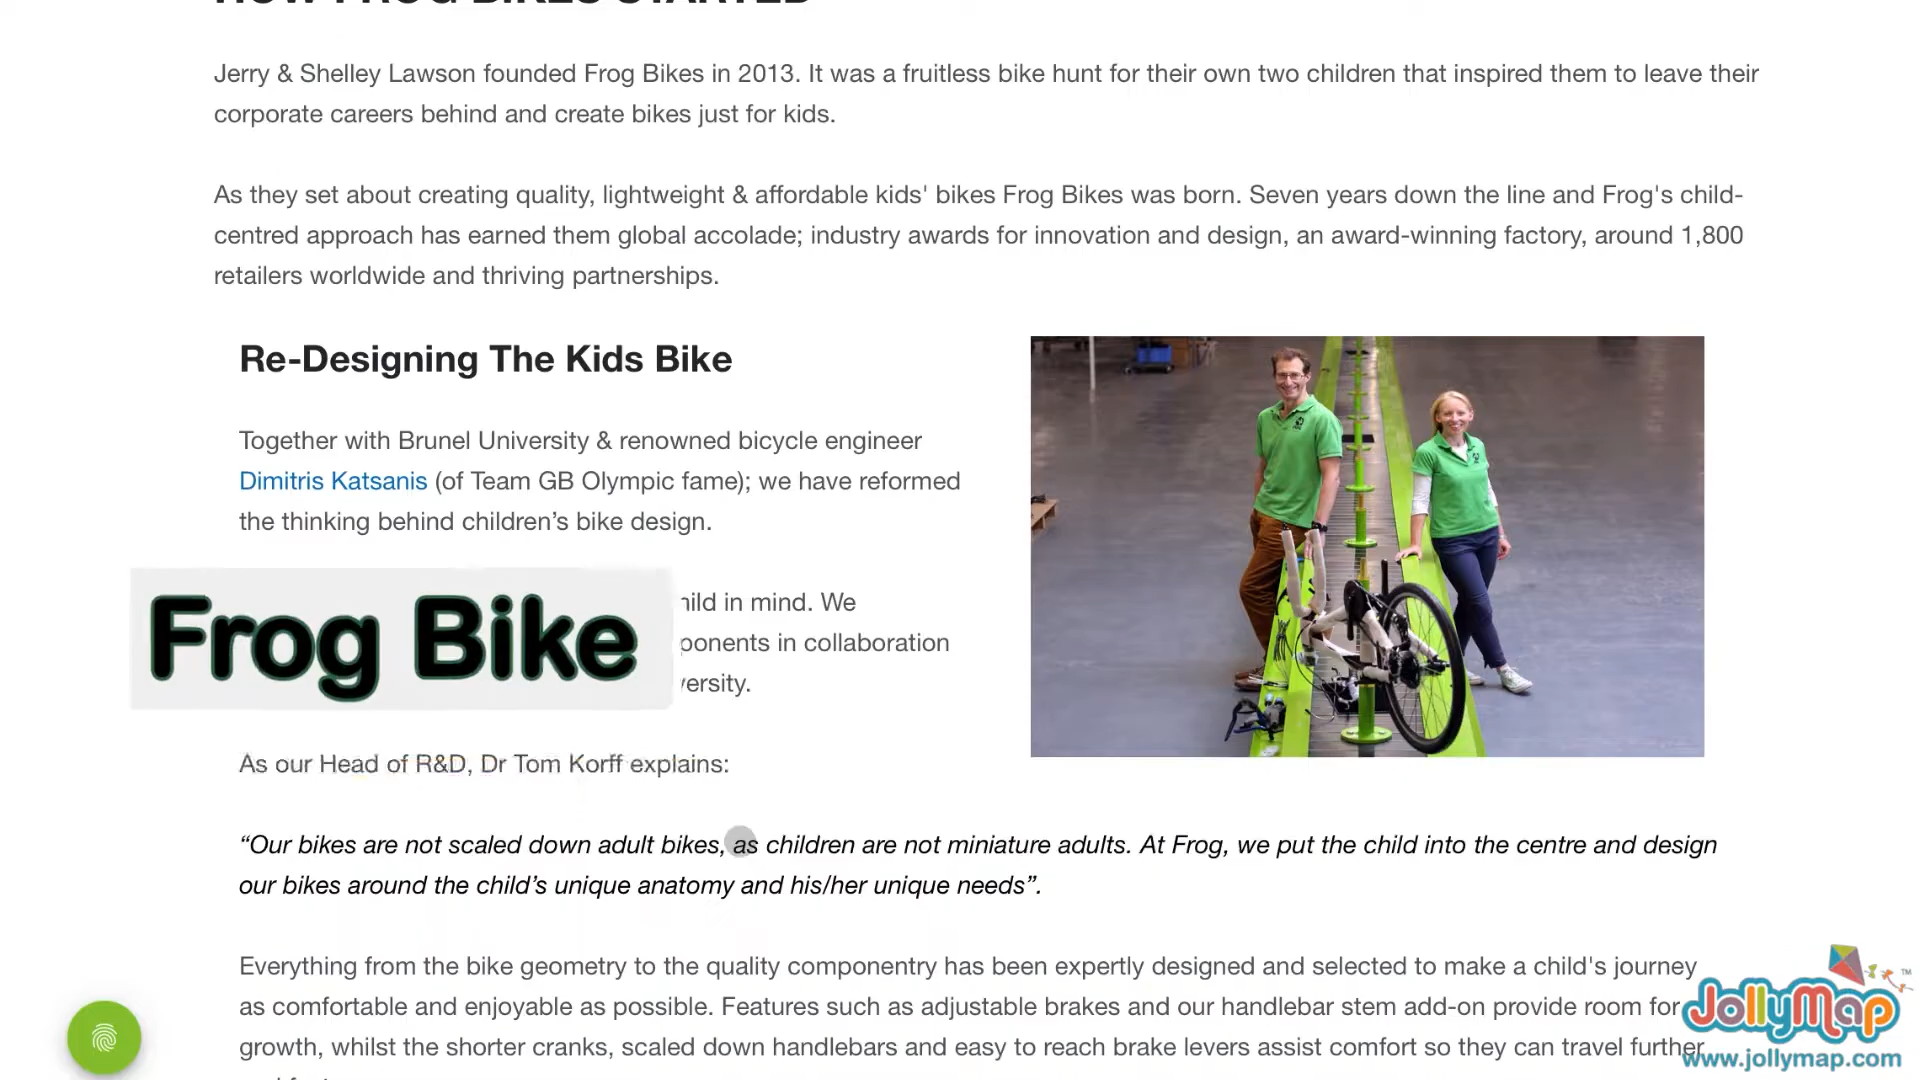 HOW FROG BIKES STARTED
Jerry & Shelley Lawson founded Frog Bikes in 2013. It was a fruitless bike hunt for their own two children that inspired them to leave their
corporate careers behind and create bikes just for kids.
As they set about creating quality, lightweight & affordable kids' bikes Frog Bikes was born. Seven years down the line and Frog's child-
centred approach has earned them global accolade; industry awards for innovation and design, an award-winning factory, around 1,800
retailers worldwide and thriving partnerships.
Re-Designing The Kids Bike
Together with Brunel University & renowned bicycle engineer
Dimitris Katsanis (of Team GB Olympic fame); we have reformed
the thinking behind children’s bike design.
in mind. We
in collaboration
Frog Bike
As our Head of R&D, Dr Tom Korff explains:
“Our bikes are not scaled down adult bikes, as children are not miniature adults. At Frog, we put the child into the centre and design
our bikes around the child’s unique anatomy and his/her unique needs”.
Everything from the bike geometry to the quality componentry has been expertly designed and selected to make a child's journey
as comfortable and enjoyable as possible. Features such as adjustable brakes and our handlebar stem add-on provide room for
growth, whilst the shorter cranks, scaled down handlebars and easy to reach brake levers assist comfort so they can travel further
JollyMap
TM
www.jollymap.com